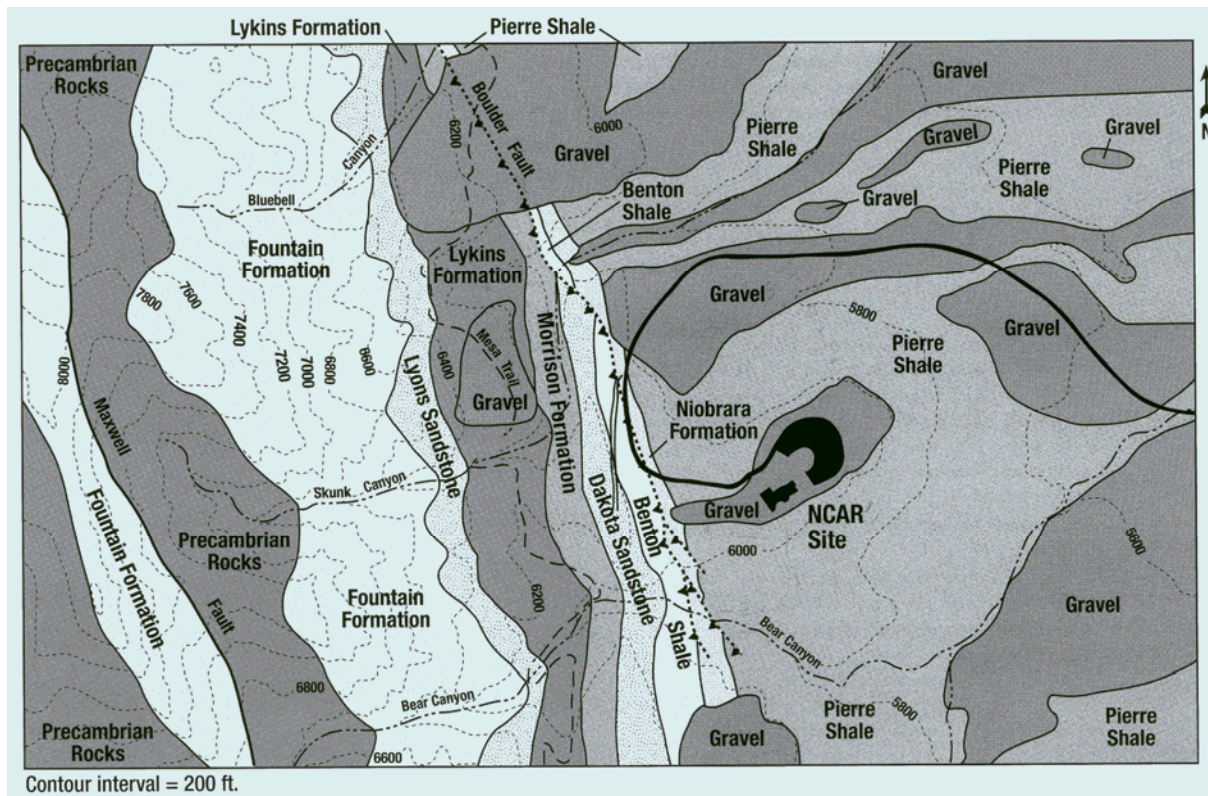 Lykins Formation
Pierre Shale
Precambrian
Rocks
Gravel
N
Boulder
Fault
6200
6000
Canyon
Bluebell
Gravel
Pierre
Shale
Gravel
Gravel
Pierre
Shale
Benton
Shale
Gravel
Fountain
Formation
Lykins
Formation
7800
7600
7400
7200
7000
6800
6600
6400
Mesa Trail
Gravel
Lyons Sandstone
Morrison Formation
Gravel
5800
Pierre
Shale
Gravel
8000
Maxwell
Fault
Niobrara
Formation
Skunk Canyon
Dakota Sandstone
Benton
Shale
Gravel
NCAR
Site
6000
5600
Fountain Formation
Precambrian
Rocks
Fountain
Formation
6200
Gravel
Bear Canyon
6800
Bear Canyon
5800
Pierre
Shale
Gravel
Pierre
Shale
Precambrian
Rocks
6600
Contour interval = 200 ft.